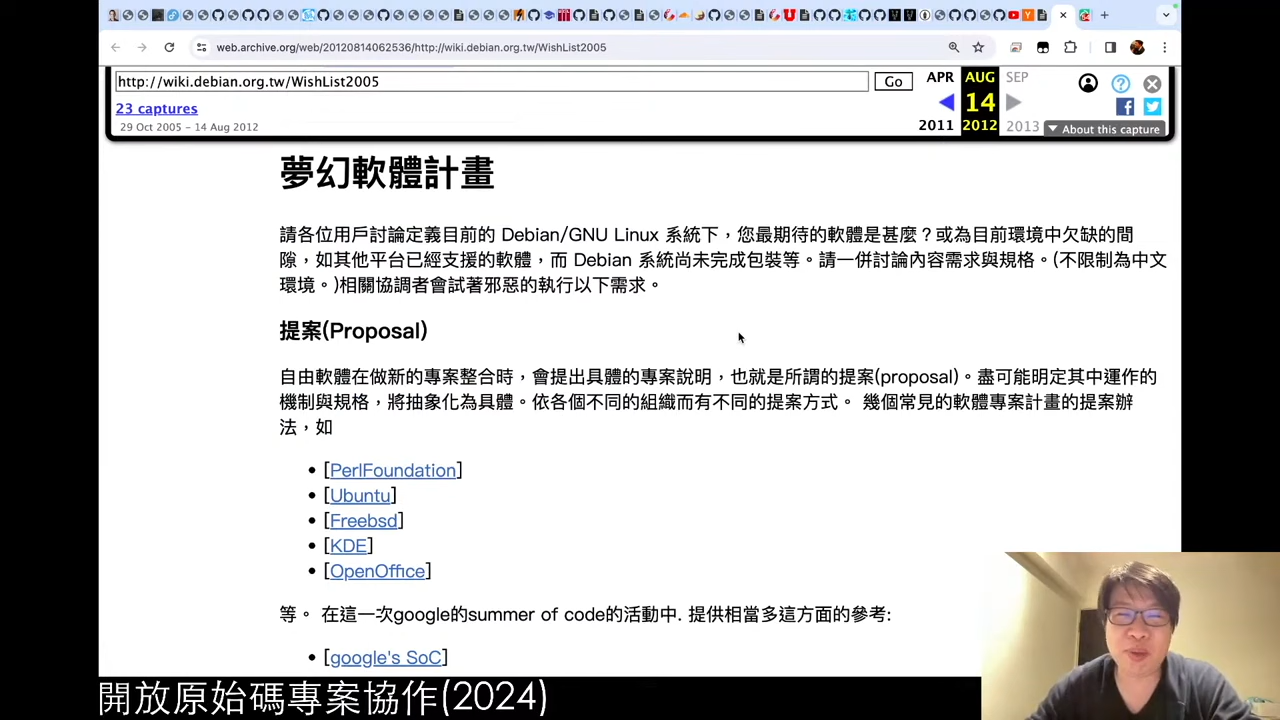 web.archive.org/web/20120814062536/http://wiki.debian.org.tw/WishList2005
http://wiki.debian.org.tw/WishList2005
Go
APR
AUG
SEP
23 captures
14
29 Oct 2005 – 14 Aug 2012
2011
2012
2013
About this capture
夢幻軟體計畫
請各位用戶討論定義目前的 Debian/GNU Linux 系統下，您最期待的軟體是甚麼？或為目前環境中欠缺的間
隙，如其他平台已經支援的軟體，而 Debian 系統尚未完成包裝等。請一併討論內容需求與規格。(不限制為中文
環境。)相關協調者會試著邪惡的執行以下需求。
提案(Proposal)
自由軟體在做新的專案整合時，會提出具體的專案說明，也就是所謂的提案(proposal)。盡可能明定其中運作的
機制與規格，將抽象化為具體。依各個不同的組織而有不同的提案方式。 幾個常見的軟體專案計畫的提案辦
法，如
• [PerlFoundation]
• [Ubuntu]
• [Freebsd]
• [KDE]
• [OpenOffice]
等。 在這一次google的summer of code的活動中. 提供相當多這方面的參考:
• [google's SoC]
開放原始碼專案協作(2024)